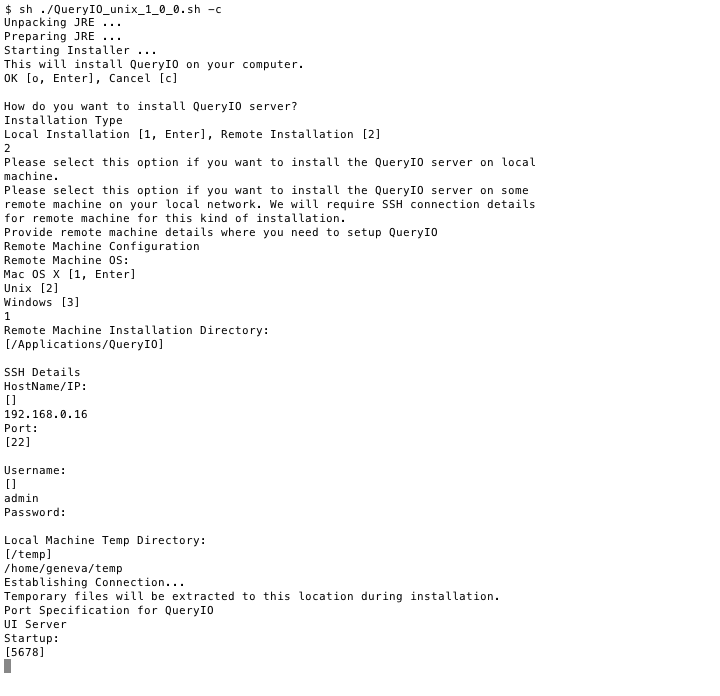 $ sh ./QueryIO_unix_1_0_0.sh -c
Unpacking JRE ...
Preparing JRE ...
Starting Installer ...
This will install QueryIO on your computer.
OK [o, Enter], Cancel [c]
How do you want to install QueryIO server?
Installation Type
Local Installation [1, Enter], Remote Installation [2]
2
Please select this option if you want to install the QueryIO server on local
machine.
Please select this option if you want to install the QueryIO server on some
remote machine on your local network. We will require SSH connection details
for remote machine for this kind of installation.
Provide remote machine details where you need to setup QueryIO
Remote Machine Configuration
Remote Machine OS:
Mac OS X [1, Enter]
Unix [2]
Windows [3]
1
Remote Machine Installation Directory:
[/Applications/QueryIO]
SSH Details
HostName/IP:
[]
192.168.0.16
Port:
[22]
Username:
[]
admin
Password:
Local Machine Temp Directory:
[/temp]
/home/geneva/temp
Establishing Connection...
Temporary files will be extracted to this location during installation.
Port Specification for QueryIO
UI Server
Startup:
[5678]